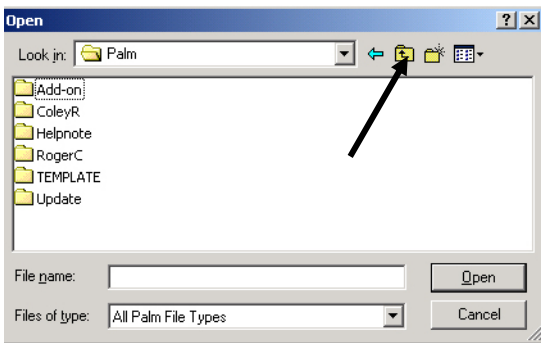 Open
Look in: Palm
Add-on
ColeyR
Helpnote
RogerC
TEMPLATE
Update
File name: Open
Files of type: All Palm File Types Cancel